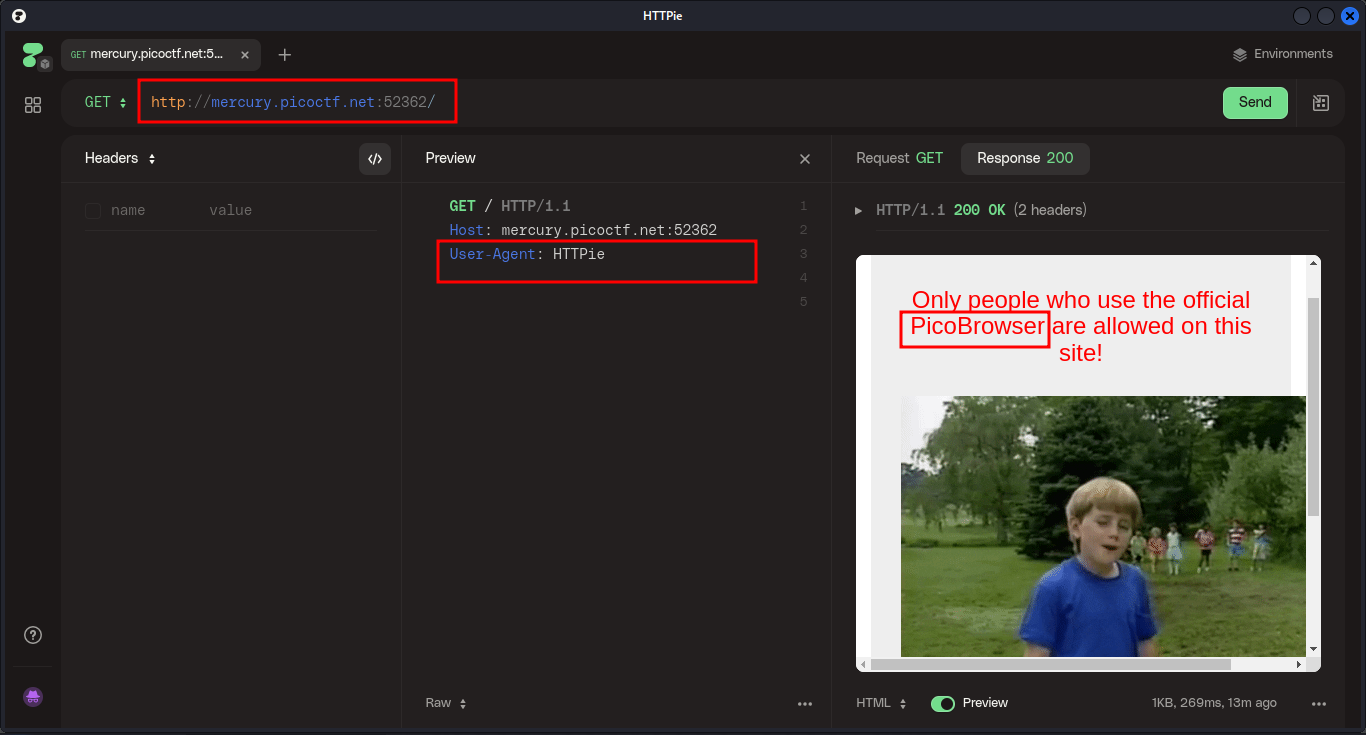 HTTPie
GET mercury.picoctf.net:5...
Environments
GET http://mercury.picoctf.net:52362/
Send
Headers
name value
Preview
GET / HTTP/1.1 1
Host: mercury.picoctf.net:52362 2
User-Agent: HTTPie 3
4
5
Raw
Request GET Response 200
HTTP/1.1 200 OK (2 headers)
Only people who use the official
PicoBrowser are allowed on this
site!
HTML Preview 1KB, 269ms, 13m ago